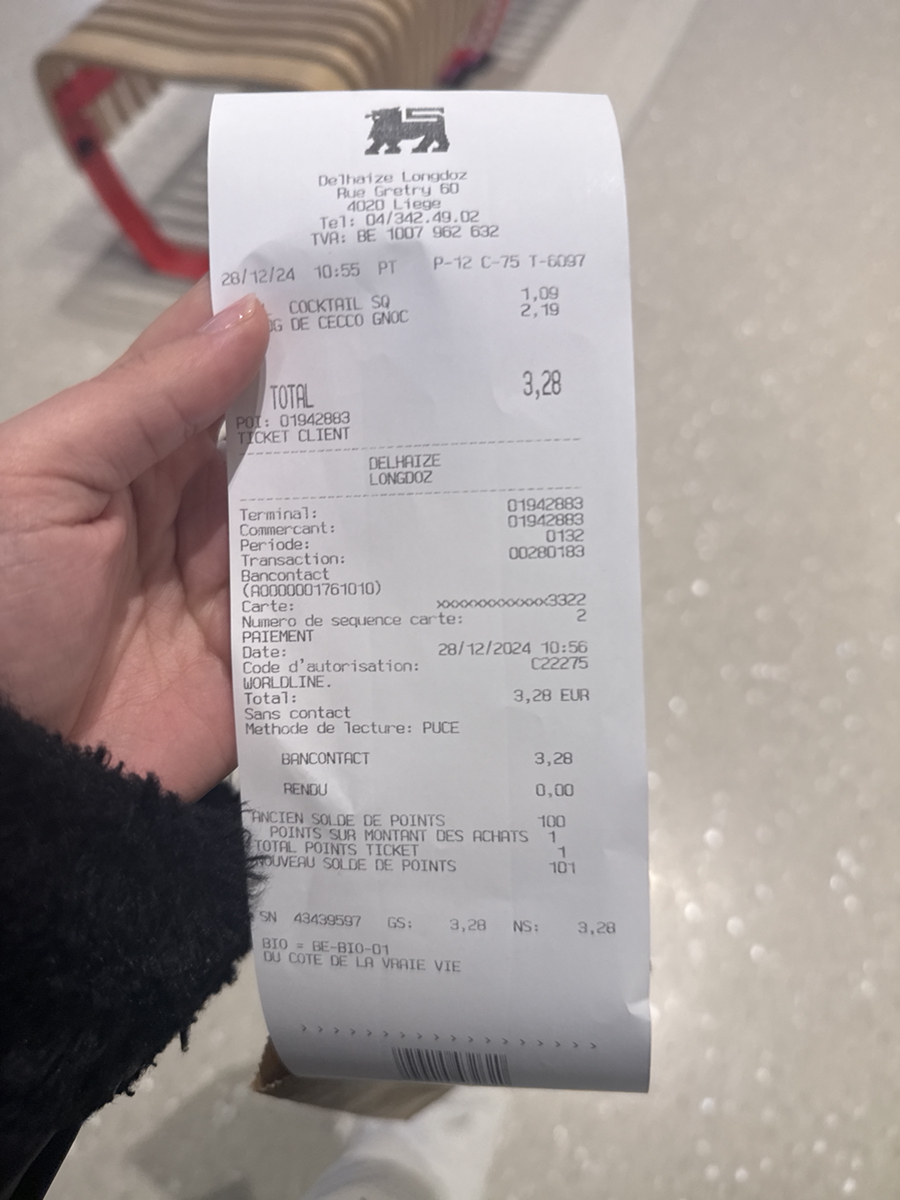 Delhaize Longdoz
Rue Gretry 60
4020 Liege
Tel: 04/342.49.02
TVA: BE 1007 962 632
28/12/24 10:55 PT P-12 C-75 T-6097
COCKTAIL SQ 1,09
DE CECCO GNOC 2,19
TOTAL 3,28
POI: 01942883
TICKET CLIENT
DELHAIZE
LONGDOZ
Terminal: 01942883
Commercant: 01942883
Periode: 0132
Transaction: 00280183
Bancontact
(A0000001761010)
Carte: xxxxxxxxxxxxx3322
Numero de sequence carte: 2
PAIEMENT
Date: 28/12/2024 10:56
Code d'autorisation: C22275
WORLDLINE.
Total: 3,28 EUR
Sans contact
Methode de lecture: PUCE
BANCONTACT 3,28
RENDU 0,00
ANCIEN SOLDE DE POINTS 100
POINTS SUR MONTANT DES ACHATS 1
TOTAL POINTS TICKET 1
NOUVEAU SOLDE DE POINTS 101
SN 43439597 GS: 3,28 NS: 3,28
BIO = BE-BIO-01
DU COTE DE LA VRAIE VIE
> > > > > > > > > > > > > > > >